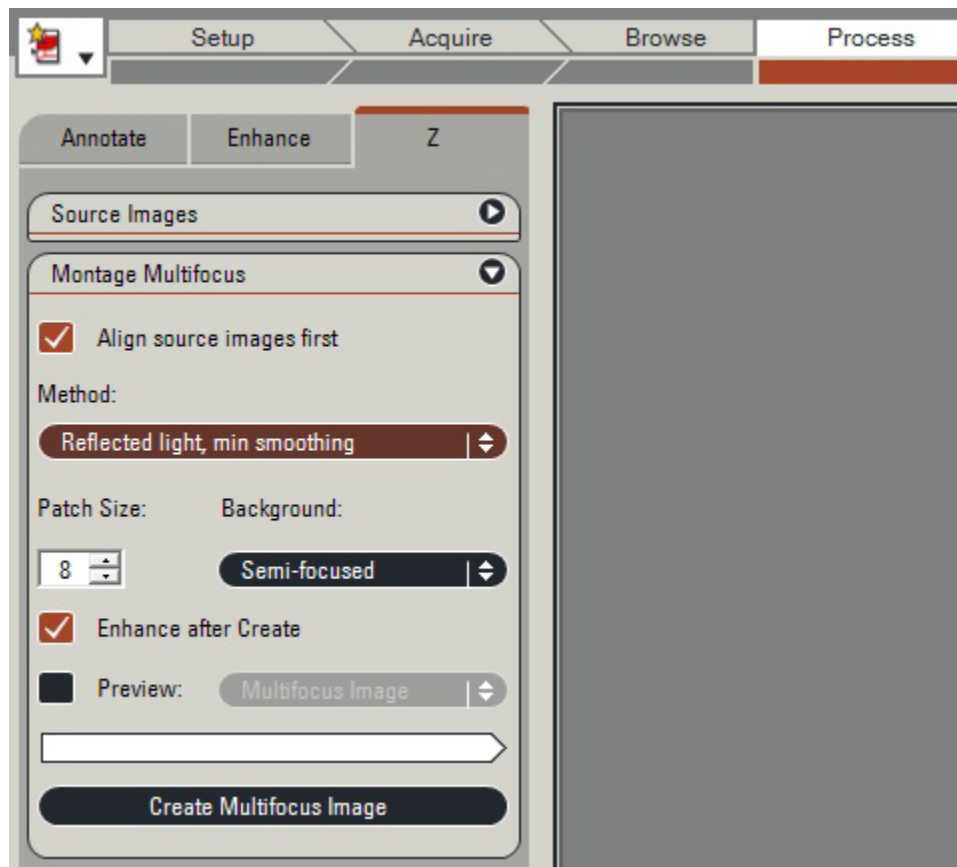 Setup Acquire Browse Process
Annotate Enhance Z
Source Images
Montage Multifocus
Align source images first
Method:
Reflected light, min smoothing
Patch Size: Background:
8 Semi-focused
Enhance after Create
Preview: Multifocus Image
Create Multifocus Image